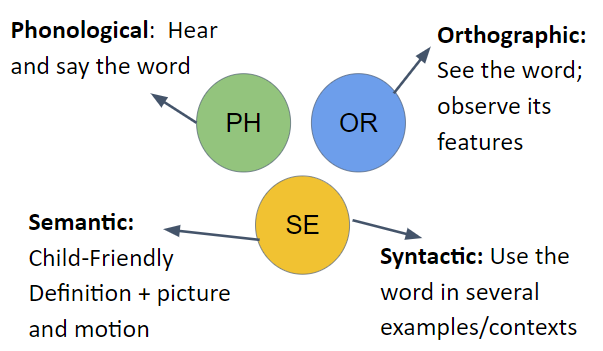 Phonological:  Hear
and say the word
Orthographic:
See the word;
observe its
features
PH
OR
SE
Semantic:
Child-Friendly
Definition + picture
and motion
Syntactic: Use the
word in several
examples/contexts